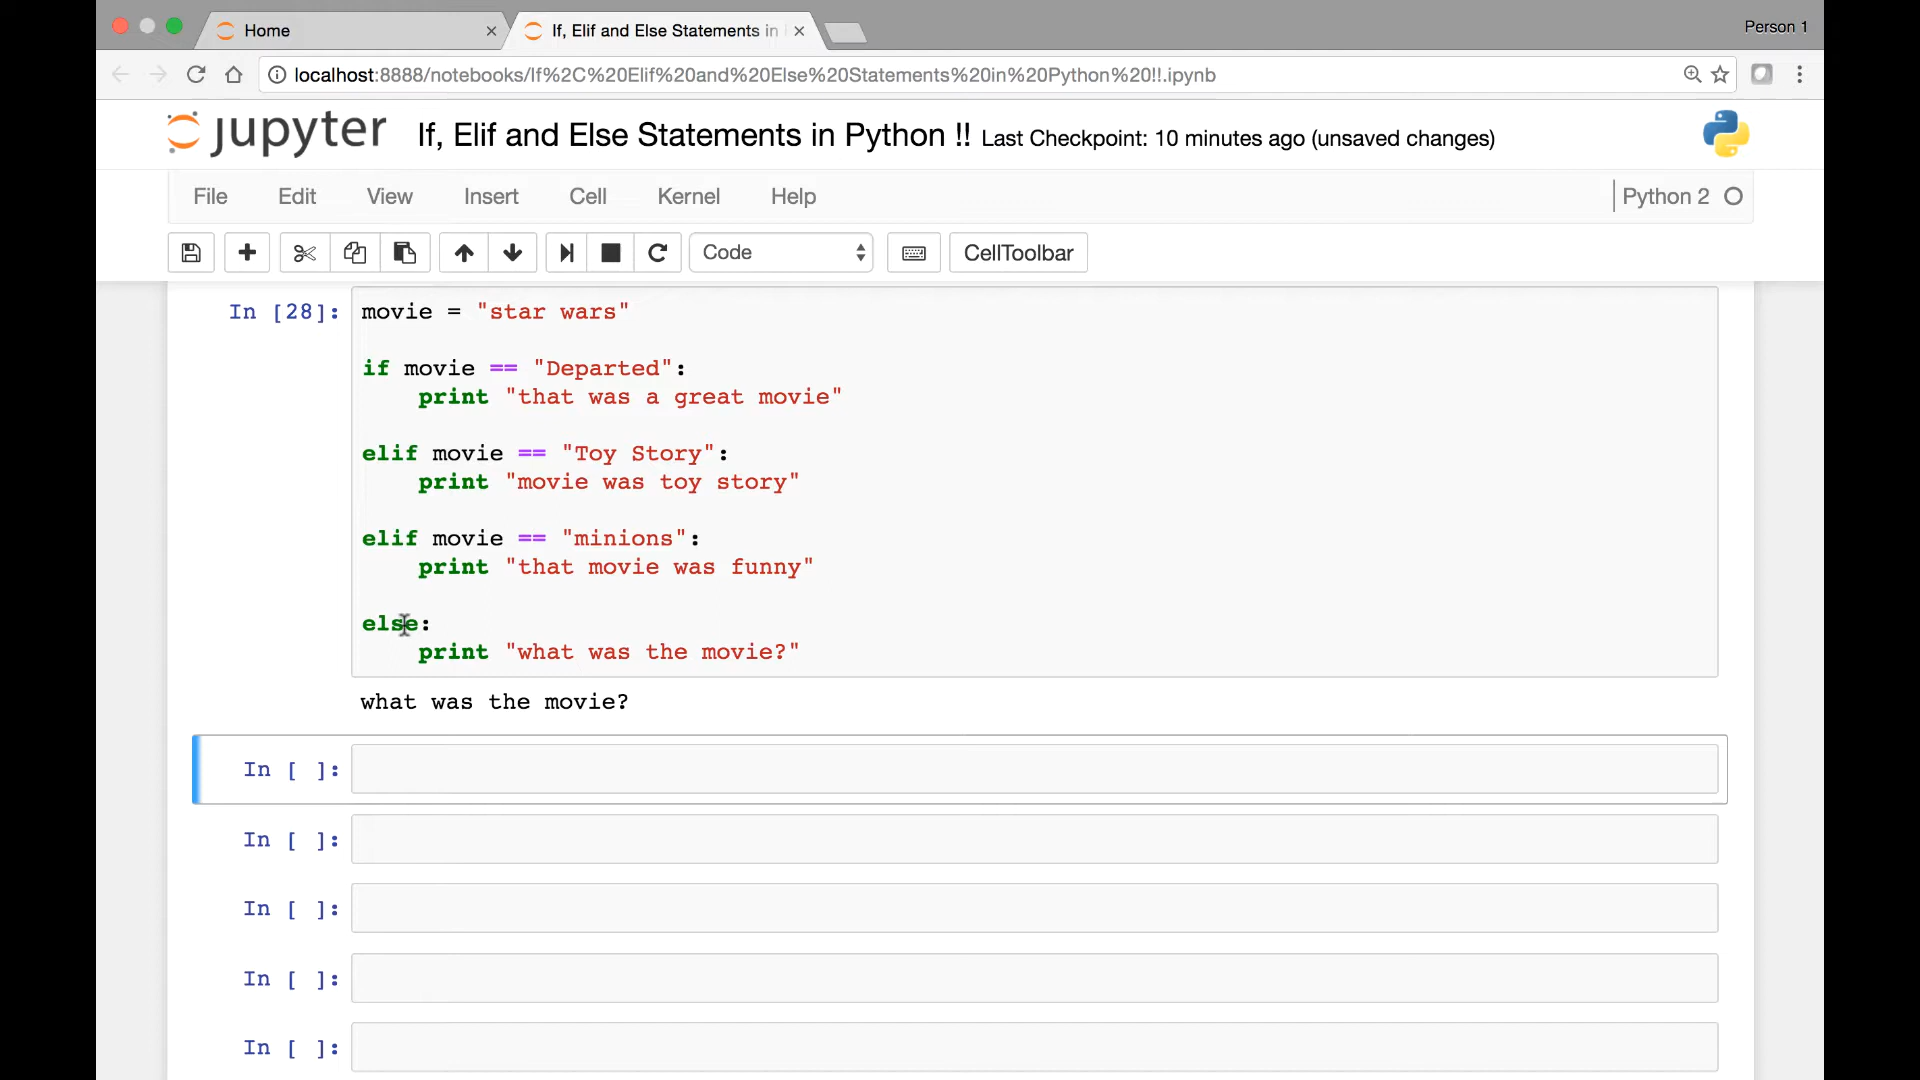 Home
If, Elif and Else Statements in
Person 1
localhost:8888/notebooks/If%2C%20Elif%20and%20Else%20Statements%20in%20Python%20!!.ipynb
jupyter If, Elif and Else Statements in Python !! Last Checkpoint: 10 minutes ago (unsaved changes)
File Edit View Insert Cell Kernel Help Python 2
Code CellToolbar
In [28]: movie = "star wars"
if movie == "Departed":
print "that was a great movie"
elif movie == "Toy Story":
print "movie was toy story"
elif movie == "minions":
print "that movie was funny"
else:
print "what was the movie?"
what was the movie?
In [ ]:
In [ ]:
In [ ]:
In [ ]:
In [ ]: